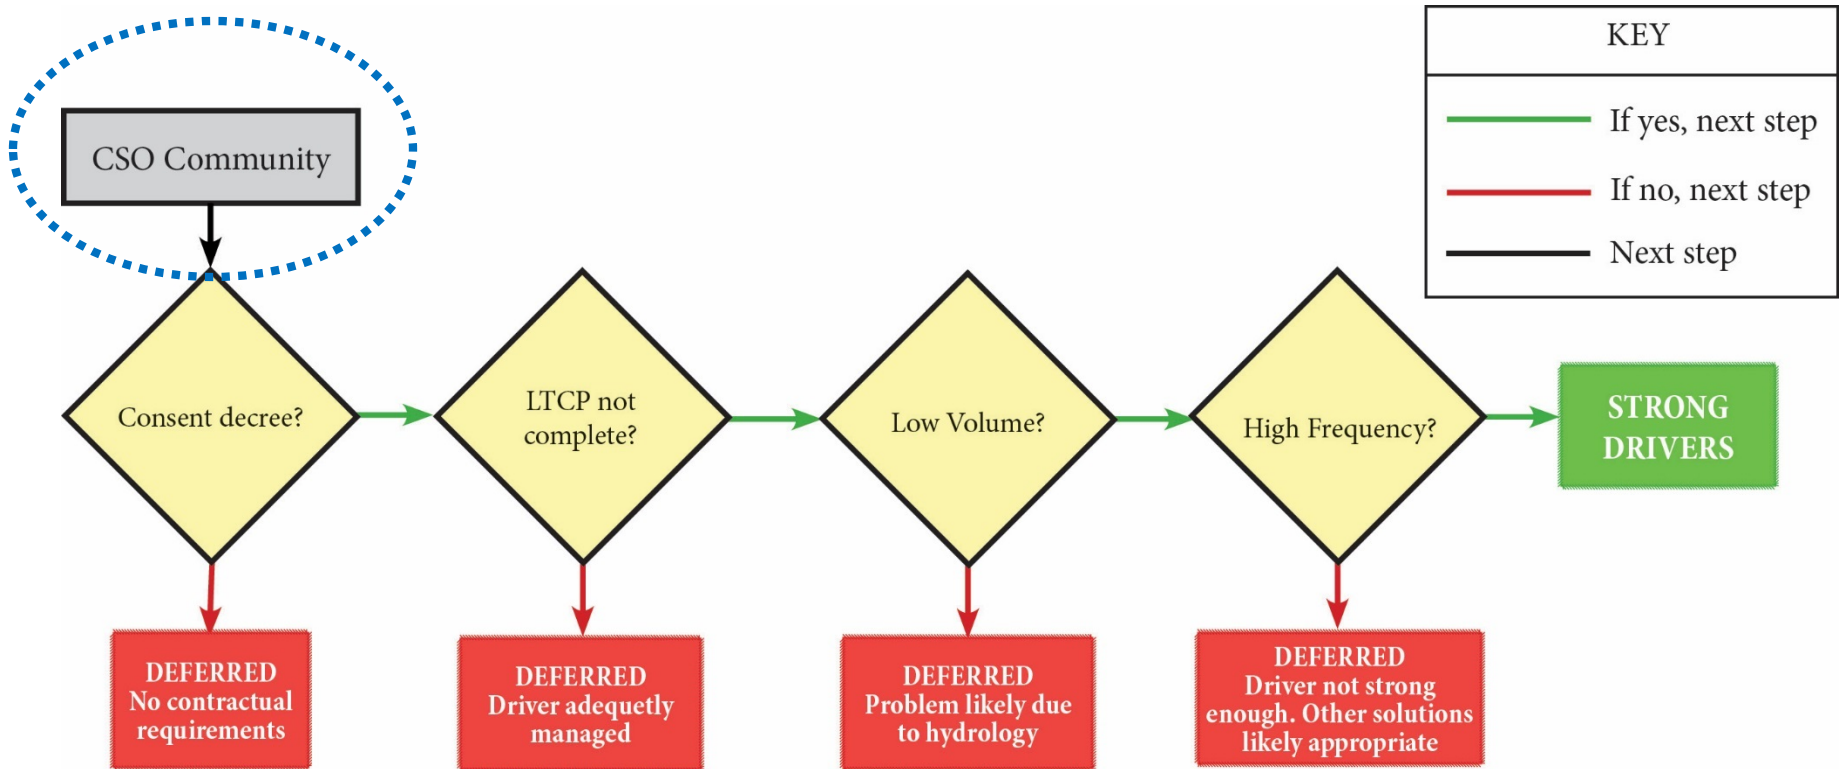 KEY
If yes, next step
If no, next step
Next step
CSO Community
Consent decree?
LTCP not
complete?
Low Volume?
High Frequency?
STRONG
DRIVERS
DEFERRED
No contractual
requirements
DEFERRED
Driver adequetly
managed
DEFERRED
Problem likely due
to hydrology
DEFERRED
Driver not strong
enough. Other solutions
likely appropriate